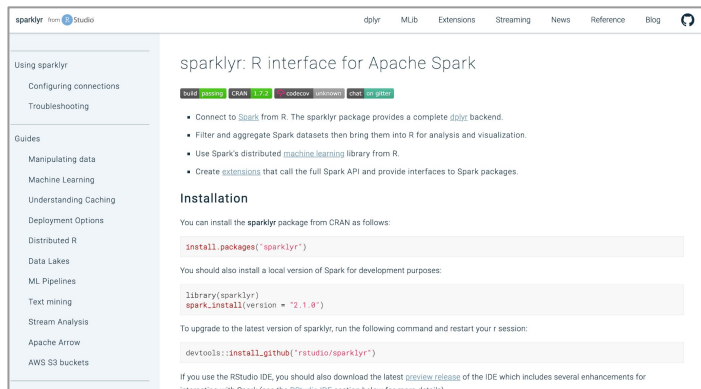 sparklyr from R Studio
dplyr MLib Extensions Streaming News Reference Blog
Using sparklyr
Configuring connections
Troubleshooting
Guides
Manipulating data
Machine Learning
Understanding Caching
Deployment Options
Distributed R
Data Lakes
ML Pipelines
Text mining
Stream Analysis
Apache Arrow
AWS S3 buckets
sparklyr: R interface for Apache Spark
build passing CRAN 1.7.2 codecov unknown chat on gitter
Connect to Spark from R. The sparklyr package provides a complete dplyr backend.
Filter and aggregate Spark datasets then bring them into R for analysis and visualization.
Use Spark's distributed machine learning library from R.
Create extensions that call the full Spark API and provide interfaces to Spark packages.
Installation
You can install the sparklyr package from CRAN as follows:
install.packages("sparklyr")
You should also install a local version of Spark for development purposes:
library(sparklyr)
spark_install(version = "2.1.0")
To upgrade to the latest version of sparklyr, run the following command and restart your r session:
devtools::install_github("rstudio/sparklyr")
If you use the RStudio IDE, you should also download the latest preview release of the IDE which includes several enhancements for